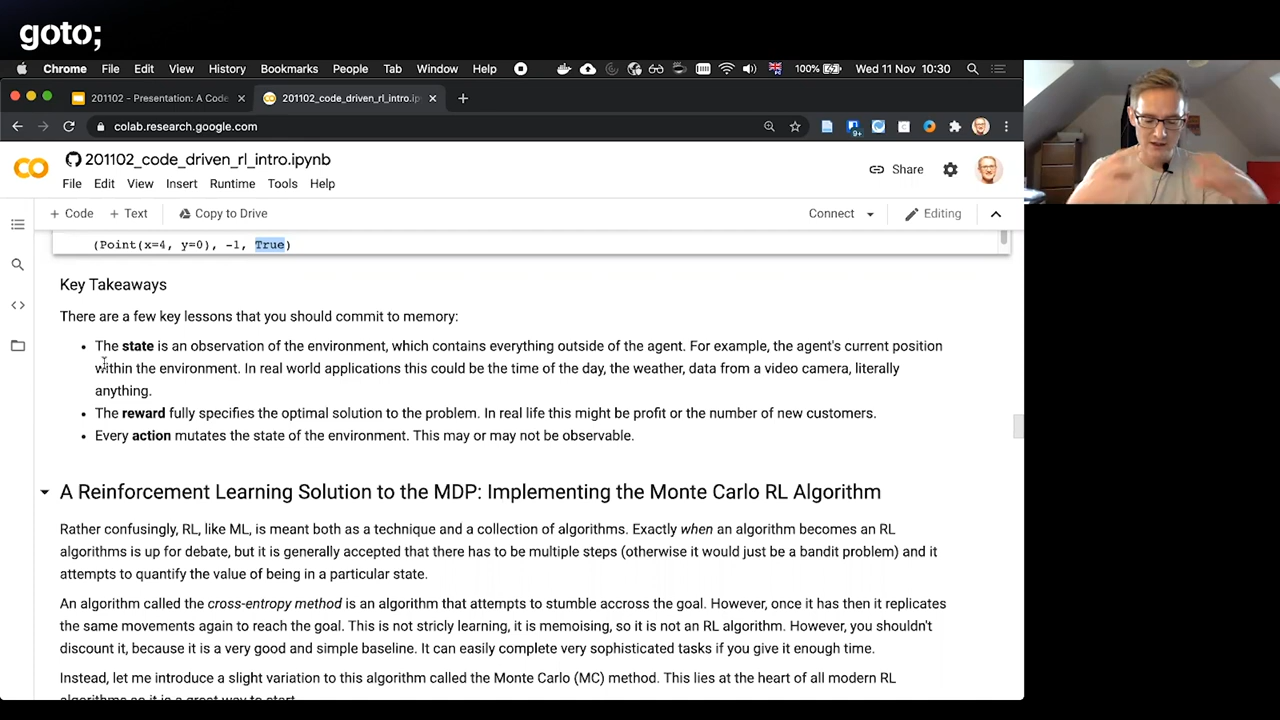 goto;
Chrome File Edit View History Bookmarks People Tab Window Help 100% Wed 11 Nov 10:30
201102 - Presentation: A Code 201102_code_driven_rl_intro.ip
colab.research.google.com
9+
201102_code_driven_rl_intro.ipynb
Share
File Edit View Insert Runtime Tools Help
+ Code + Text Copy to Drive Connect Editing
(Point(x=4, y=0), -1, True)
Key Takeaways
There are a few key lessons that you should commit to memory:
• The state is an observation of the environment, which contains everything outside of the agent. For example, the agent's current position
within the environment. In real world applications this could be the time of the day, the weather, data from a video camera, literally
anything.
• The reward fully specifies the optimal solution to the problem. In real life this might be profit or the number of new customers.
• Every action mutates the state of the environment. This may or may not be observable.
A Reinforcement Learning Solution to the MDP: Implementing the Monte Carlo RL Algorithm
Rather confusingly, RL, like ML, is meant both as a technique and a collection of algorithms. Exactly when an algorithm becomes an RL
algorithms is up for debate, but it is generally accepted that there has to be multiple steps (otherwise it would just be a bandit problem) and it
attempts to quantify the value of being in a particular state.
An algorithm called the cross-entropy method is an algorithm that attempts to stumble accross the goal. However, once it has then it replicates
the same movements again to reach the goal. This is not stricly learning, it is memoising, so it is not an RL algorithm. However, you shouldn't
discount it, because it is a very good and simple baseline. It can easily complete very sophisticated tasks if you give it enough time.
Instead, let me introduce a slight variation to this algorithm called the Monte Carlo (MC) method. This lies at the heart of all modern RL
algorithms so it is a great way to start.